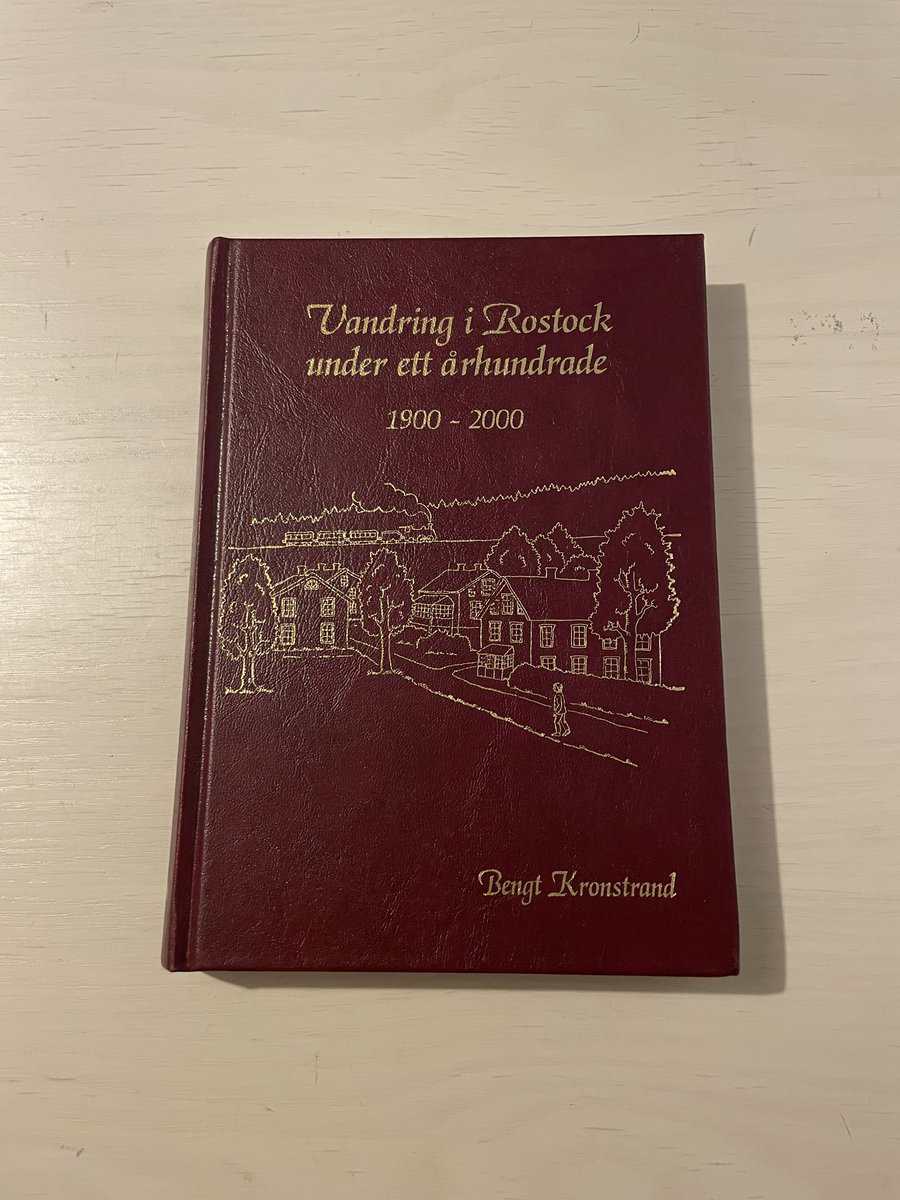 Vandring i Rostock
under ett århundrade
1900 - 2000
Bengt Kronstrand